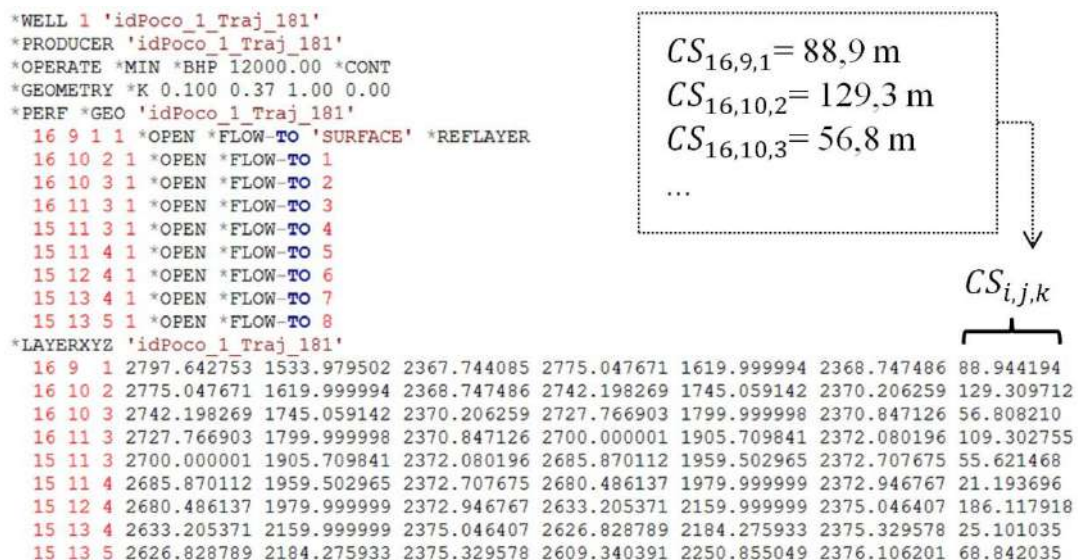 *WELL 1 'idPoco_1_Traj_181'
*PRODUCER 'idPoco_1_Traj_181'
*OPERATE *MIN *BHP 12000.00 *CONT
*GEOMETRY *K 0.100 0.37 1.00 0.00
*PERF *GEO 'idPoco_1_Traj_181'
16 9 1 1 *OPEN *FLOW-TO 'SURFACE' *REFLAYER
16 10 2 1 *OPEN *FLOW-TO 1
16 10 3 1 *OPEN *FLOW-TO 2
16 11 3 1 *OPEN *FLOW-TO 3
15 11 3 1 *OPEN *FLOW-TO 4
15 11 4 1 *OPEN *FLOW-TO 5
15 12 4 1 *OPEN *FLOW-TO 6
15 13 4 1 *OPEN *FLOW-TO 7
15 13 5 1 *OPEN *FLOW-TO 8
*LAYERXYZ 'idPoco_1_Traj_181'
16 9 1 2797.642753 1533.979502 2367.744085 2775.047671 1619.999994 2368.747486 88.944194
16 10 2 2775.047671 1619.999994 2368.747486 2742.198269 1745.059142 2370.206259 129.309712
16 10 3 2742.198269 1745.059142 2370.206259 2727.766903 1799.999998 2370.847126 56.808210
16 11 3 2727.766903 1799.999998 2370.847126 2700.000001 1905.709841 2372.080196 109.302755
15 11 3 2700.000001 1905.709841 2372.080196 2685.870112 1959.502965 2372.707675 55.621468
15 11 4 2685.870112 1959.502965 2372.707675 2680.486137 1979.999999 2372.946767 21.193696
15 12 4 2680.486137 1979.999999 2372.946767 2633.205371 2159.999999 2375.046407 186.117918
15 13 4 2633.205371 2159.999999 2375.046407 2626.828789 2184.275933 2375.329578 25.101035
15 13 5 2626.828789 2184.275933 2375.329578 2609.340391 2250.855049 2376.106201 68.842035
CS16,9,1= 88,9 m
CS16,10,2= 129,3 m
CS16,10,3= 56,8 m
...
CSi,j,k